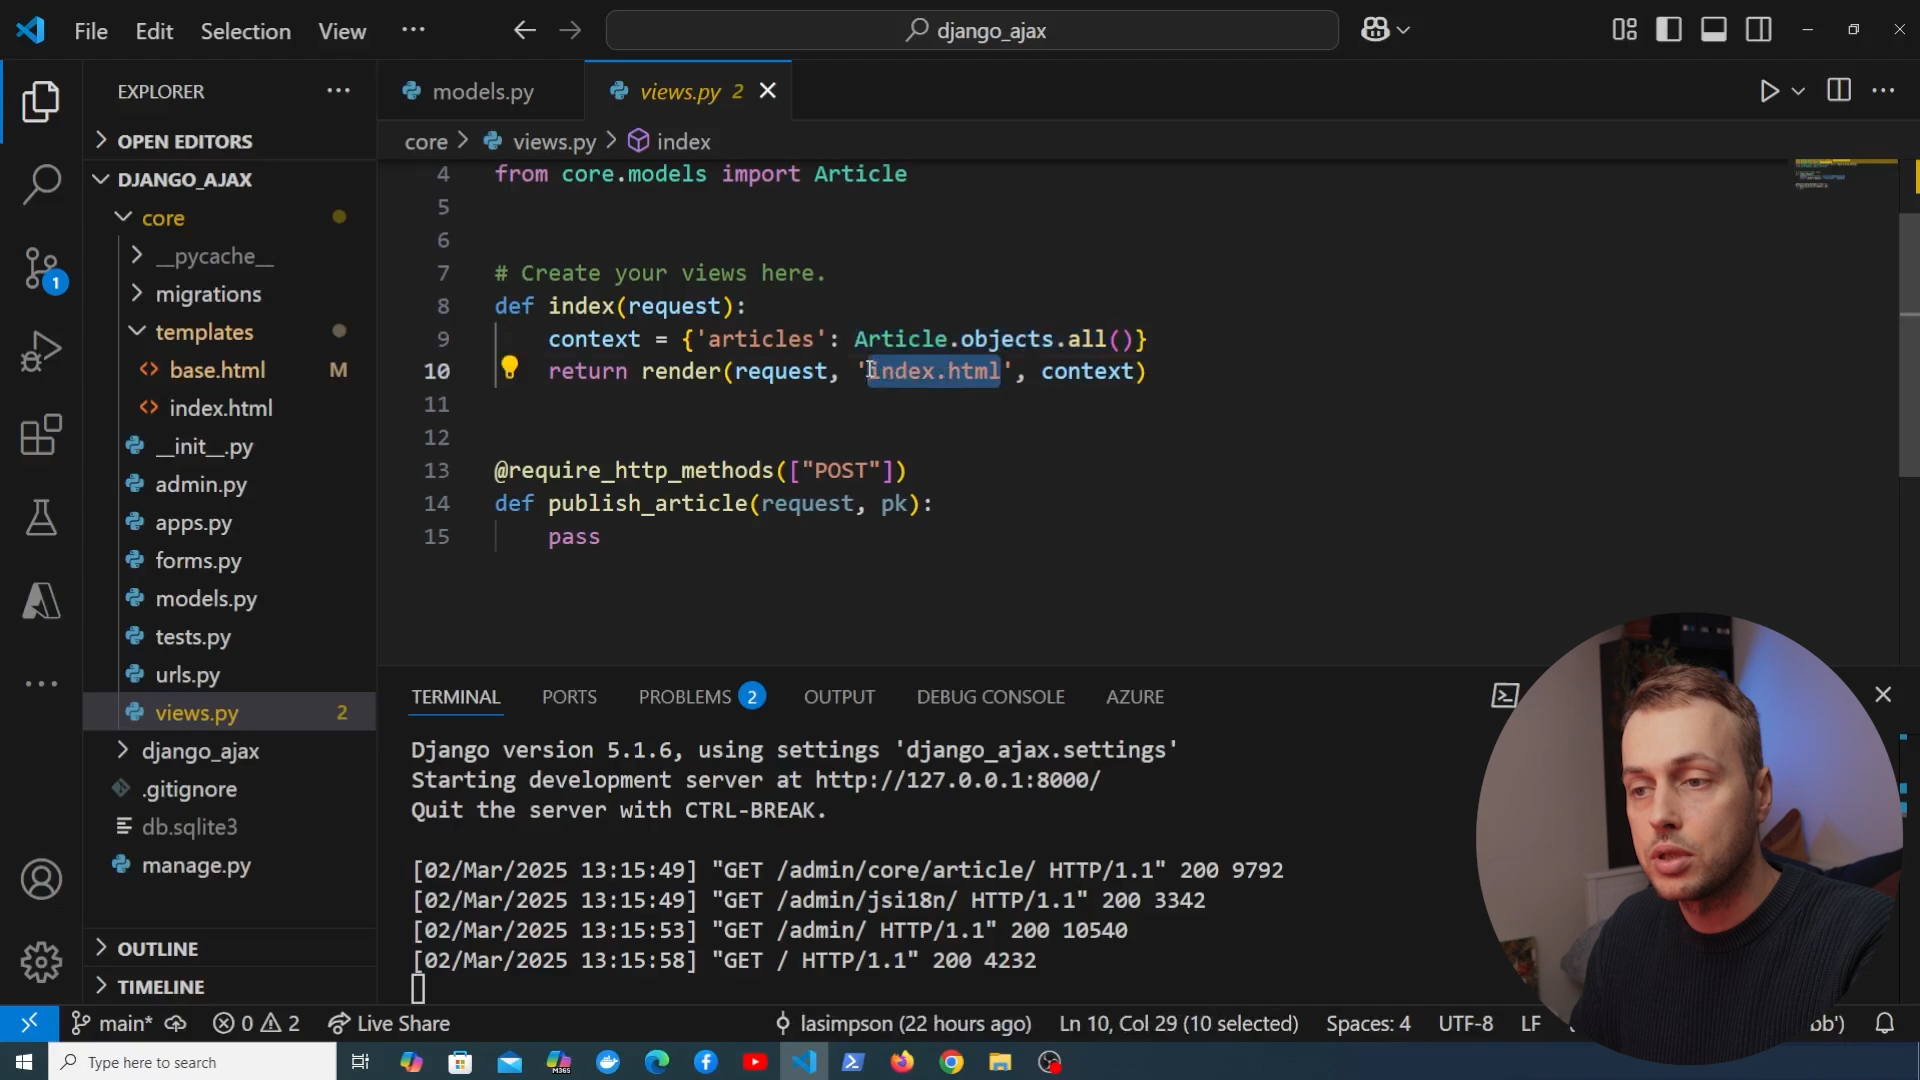 File Edit Selection View ··· django_ajax
EXPLORER ···
OPEN EDITORS
DJANGO_AJAX
core
__pycache__
migrations
templates
base.html M
index.html
__init__.py
admin.py
apps.py
forms.py
models.py
tests.py
urls.py
views.py 2
django_ajax
.gitignore
db.sqlite3
manage.py
OUTLINE
TIMELINE
1
models.py views.py 2
core > views.py > index
4 from core.models import Article
5
6
7 # Create your views here.
8 def index(request):
9 context = {'articles': Article.objects.all()}
10 return render(request, 'index.html', context)
11
12
13 @require_http_methods(["POST"])
14 def publish_article(request, pk):
15 pass
TERMINAL PORTS PROBLEMS 2 OUTPUT DEBUG CONSOLE AZURE
Django version 5.1.6, using settings 'django_ajax.settings'
Starting development server at http://127.0.0.1:8000/
Quit the server with CTRL-BREAK.
[02/Mar/2025 13:15:49] "GET /admin/core/article/ HTTP/1.1" 200 9792
[02/Mar/2025 13:15:49] "GET /admin/jsi18n/ HTTP/1.1" 200 3342
[02/Mar/2025 13:15:53] "GET /admin/ HTTP/1.1" 200 10540
[02/Mar/2025 13:15:58] "GET / HTTP/1.1" 200 4232
main* 0 2 Live Share lasimpson (22 hours ago) Ln 10, Col 29 (10 selected) Spaces: 4 UTF-8 LF
Type here to search